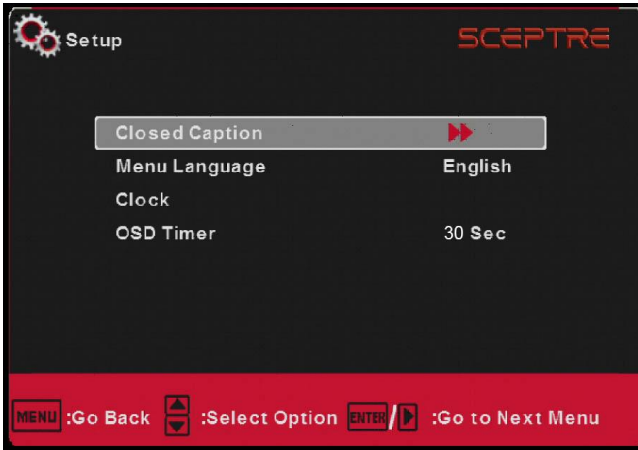 Setup SCEPTRE
Closed Caption
Menu Language English
Clock
OSD Timer 30 Sec
MENU :Go Back :Select Option ENTER / :Go to Next Menu